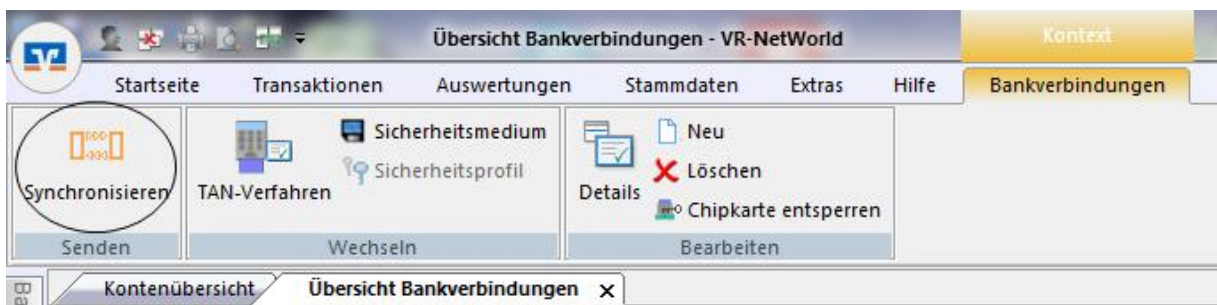 Übersicht Bankverbindungen - VR-NetWorld
Kontext
Startseite Transaktionen Auswertungen Stammdaten Extras Hilfe Bankverbindungen
Synchronisieren
TAN-Verfahren
Sicherheitsmedium
Sicherheitsprofil
Details
Neu
Löschen
Chipkarte entsperren
Senden Wechseln Bearbeiten
Ba
Kontenübersicht Übersicht Bankverbindungen x